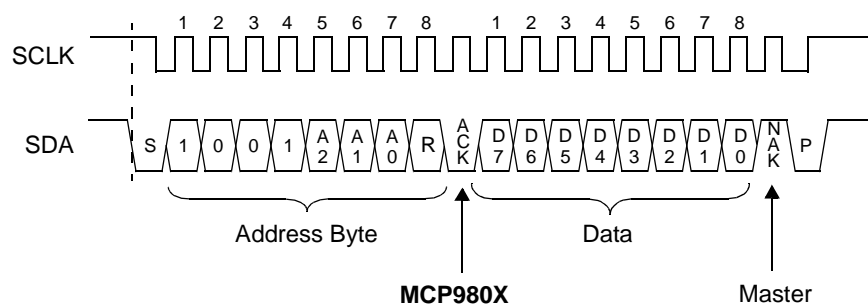 1 2 3 4 5 6 7 8 1 2 3 4 5 6 7 8
SCLK
SDA S 1 0 0 1 A2 A1 A0 R ACK D7 D6 D5 D4 D3 D2 D1 D0 NAK P
Address Byte Data
MCP980X Master